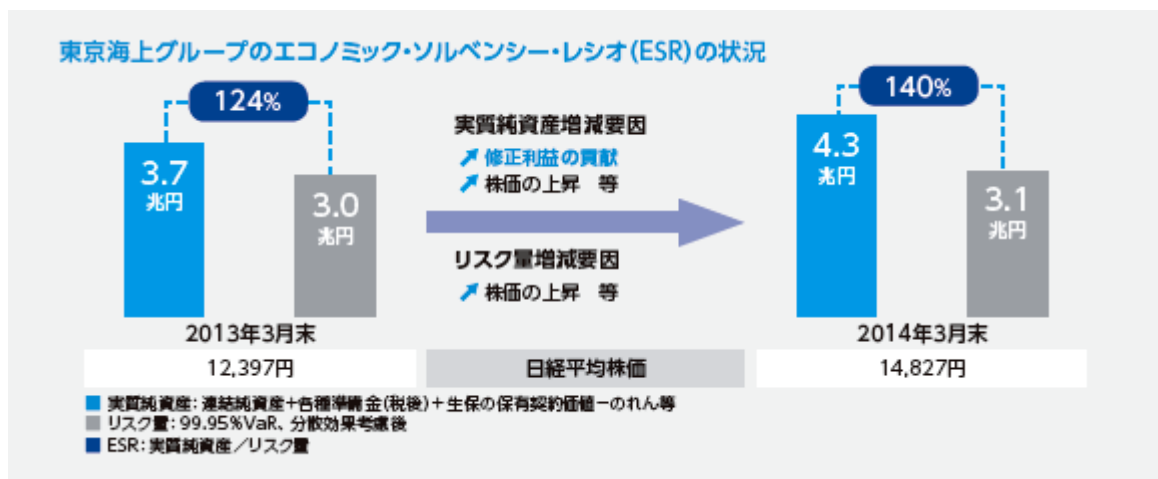 東京海上グループのエコノミック・ソルベンシー・レシオ(ESR)の状況
124%
3.7
兆円
3.0
兆円
実質純資産増減要因
修正利益の貢献
株価の上昇 等
リスク量増減要因
株価の上昇 等
140%
4.3
兆円
3.1
兆円
2013年3月末
2014年3月末
12,397円
日経平均株価
14,827円
実質純資産:連結純資産+各種準備金(税後)+生保の保有契約価値-のれん等
リスク量:99.95%VaR、分散効果考慮後
ESR:実質純資産/リスク量